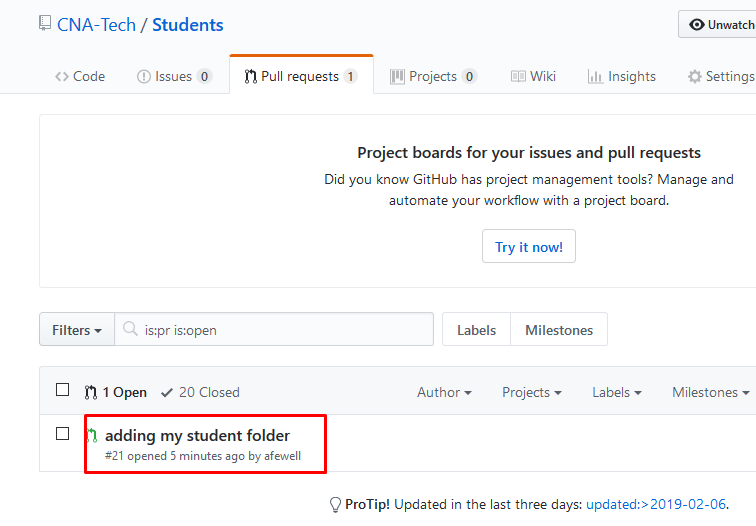 CNA-Tech / Students
Unwatch
Code Issues 0 Pull requests 1 Projects 0 Wiki Insights Settings
Project boards for your issues and pull requests
Did you know GitHub has project management tools? Manage and
automate your workflow with a project board.
Try it now!
Filters is:pr is:open Labels Milestones
1 Open 20 Closed Author Projects Labels Milestones
adding my student folder
#21 opened 5 minutes ago by afewell
ProTip! Updated in the last three days: updated:>2019-02-06.